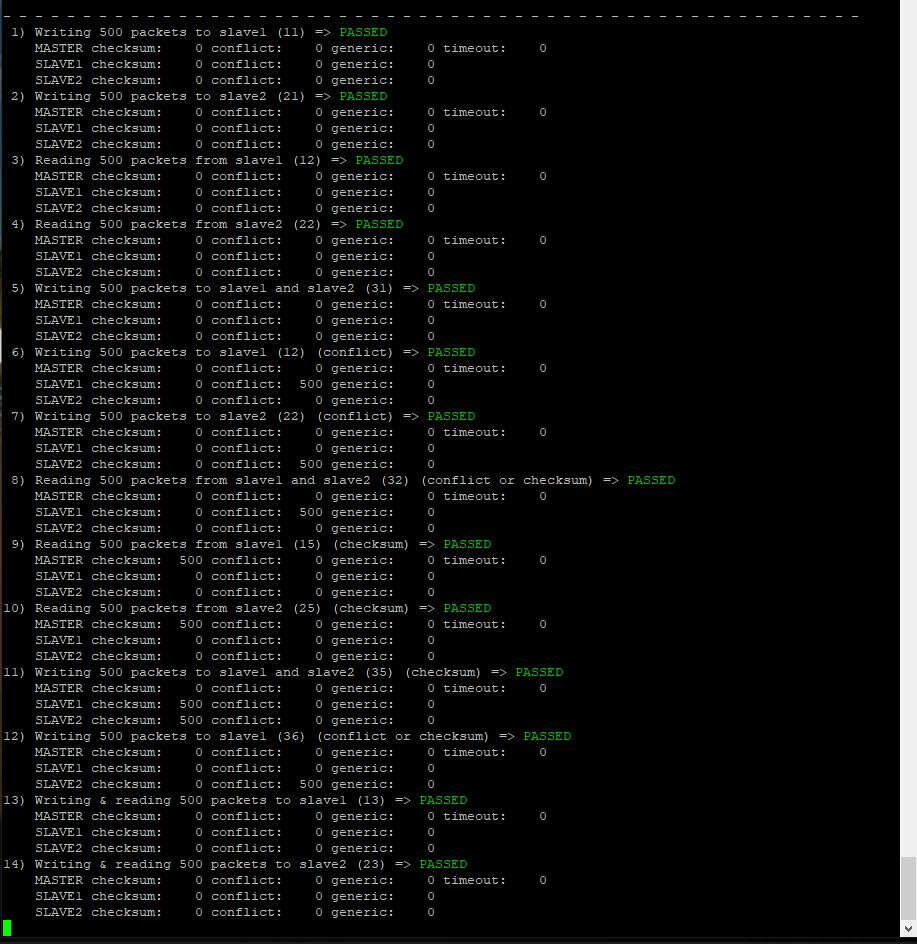 - - - - - - - - - - - - - - - - - - - - - - - - - - - - - - - - - - - - - - - - - - - - - - - - - - - - - -
 1) Writing 500 packets to slave1 (11) => PASSED
    MASTER checksum:    0 conflict:    0 generic:    0 timeout:    0
    SLAVE1 checksum:    0 conflict:    0 generic:    0
    SLAVE2 checksum:    0 conflict:    0 generic:    0
 2) Writing 500 packets to slave2 (21) => PASSED
    MASTER checksum:    0 conflict:    0 generic:    0 timeout:    0
    SLAVE1 checksum:    0 conflict:    0 generic:    0
    SLAVE2 checksum:    0 conflict:    0 generic:    0
 3) Reading 500 packets from slave1 (12) => PASSED
    MASTER checksum:    0 conflict:    0 generic:    0 timeout:    0
    SLAVE1 checksum:    0 conflict:    0 generic:    0
    SLAVE2 checksum:    0 conflict:    0 generic:    0
 4) Reading 500 packets from slave2 (22) => PASSED
    MASTER checksum:    0 conflict:    0 generic:    0 timeout:    0
    SLAVE1 checksum:    0 conflict:    0 generic:    0
    SLAVE2 checksum:    0 conflict:    0 generic:    0
 5) Writing 500 packets to slave1 and slave2 (31) => PASSED
    MASTER checksum:    0 conflict:    0 generic:    0 timeout:    0
    SLAVE1 checksum:    0 conflict:    0 generic:    0
    SLAVE2 checksum:    0 conflict:    0 generic:    0
 6) Writing 500 packets to slave1 (12) (conflict) => PASSED
    MASTER checksum:    0 conflict:    0 generic:    0 timeout:    0
    SLAVE1 checksum:    0 conflict:  500 generic:    0
    SLAVE2 checksum:    0 conflict:    0 generic:    0
 7) Writing 500 packets to slave2 (22) (conflict) => PASSED
    MASTER checksum:    0 conflict:    0 generic:    0 timeout:    0
    SLAVE1 checksum:    0 conflict:    0 generic:    0
    SLAVE2 checksum:    0 conflict:  500 generic:    0
 8) Reading 500 packets from slave1 and slave2 (32) (conflict or checksum) => PASSED
    MASTER checksum:    0 conflict:    0 generic:    0 timeout:    0
    SLAVE1 checksum:    0 conflict:  500 generic:    0
    SLAVE2 checksum:    0 conflict:    0 generic:    0
 9) Reading 500 packets from slave1 (15) (checksum) => PASSED
    MASTER checksum:  500 conflict:    0 generic:    0 timeout:    0
    SLAVE1 checksum:    0 conflict:    0 generic:    0
    SLAVE2 checksum:    0 conflict:    0 generic:    0
10) Reading 500 packets from slave2 (25) (checksum) => PASSED
    MASTER checksum:  500 conflict:    0 generic:    0 timeout:    0
    SLAVE1 checksum:    0 conflict:    0 generic:    0
    SLAVE2 checksum:    0 conflict:    0 generic:    0
11) Writing 500 packets to slave1 and slave2 (35) (checksum) => PASSED
    MASTER checksum:    0 conflict:    0 generic:    0 timeout:    0
    SLAVE1 checksum:  500 conflict:    0 generic:    0
    SLAVE2 checksum:  500 conflict:    0 generic:    0
12) Writing 500 packets to slave1 (36) (conflict or checksum) => PASSED
    MASTER checksum:    0 conflict:    0 generic:    0 timeout:    0
    SLAVE1 checksum:    0 conflict:    0 generic:    0
    SLAVE2 checksum:    0 conflict:  500 generic:    0
13) Writing & reading 500 packets to slave1 (13) => PASSED
    MASTER checksum:    0 conflict:    0 generic:    0 timeout:    0
    SLAVE1 checksum:    0 conflict:    0 generic:    0
    SLAVE2 checksum:    0 conflict:    0 generic:    0
14) Writing & reading 500 packets to slave2 (23) => PASSED
    MASTER checksum:    0 conflict:    0 generic:    0 timeout:    0
    SLAVE1 checksum:    0 conflict:    0 generic:    0
    SLAVE2 checksum:    0 conflict:    0 generic:    0